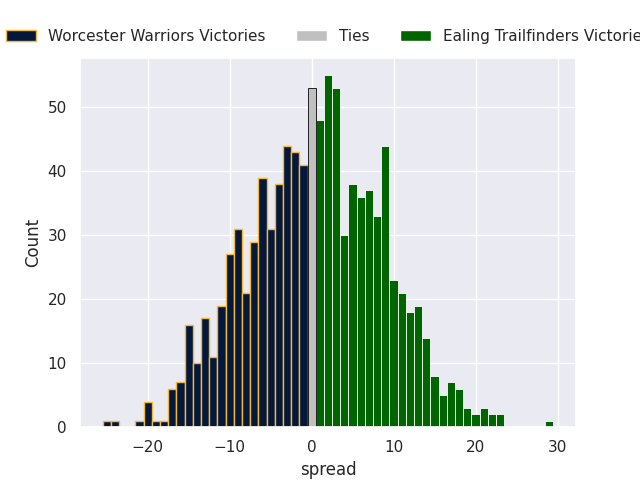 Worcester Warriors Victories Ties Ealing Trailfinders Victorie
50
40
30
20
10
0
Count
−20 −10 0 10 20 30
spread